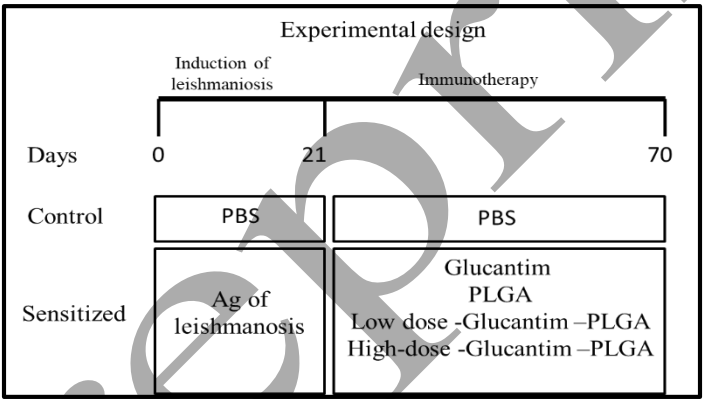 Experimental design
Induction of
leishmaniosis
Immunotherapy
Days 0 21 70
Control PBS PBS
Sensitized
Ag of
leishmanosis
Glucantim
PLGA
Low dose -Glucantim –PLGA
High-dose -Glucantim –PLGA